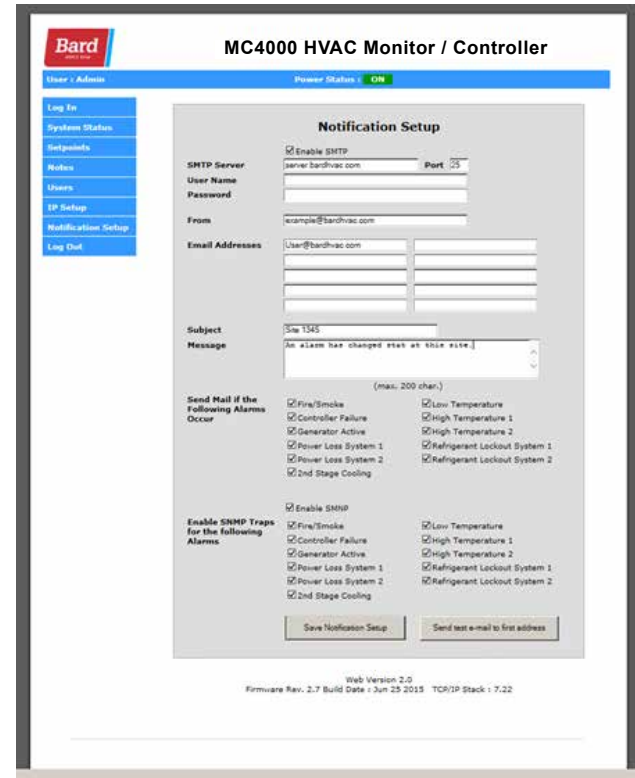 Bard
MC4000 HVAC Monitor / Controller
User : Admin
Power Status : ON
Log In
System Status
Setpoints
Notes
Users
IP Setup
Notification Setup
Log Out
Notification Setup
Enable SMTP
SMTP Server server.bardhvac.com Port 25
User Name
Password
From example@bardhvac.com
Email Addresses User@bardhvac.com
Subject Site 1345
Message An alarm has changed stat at this site.
(max. 200 char.)
Send Mail if the
Following Alarms
Occur
Fire/Smoke Low Temperature
Controller Failure High Temperature 1
Generator Active High Temperature 2
Power Loss System 1 Refrigerant Lockout System 1
Power Loss System 2 Refrigerant Lockout System 2
2nd Stage Cooling
Enable SMNP
Enable SNMP Traps
for the following
Alarms
Fire/Smoke Low Temperature
Controller Failure High Temperature 1
Generator Active High Temperature 2
Power Loss System 1 Refrigerant Lockout System 1
Power Loss System 2 Refrigerant Lockout System 2
2nd Stage Cooling
Save Notification Setup Send test e-mail to first address
Web Version 2.0
Firmware Rev. 2.7 Build Date : Jun 25 2015 TCP/IP Stack : 7.22